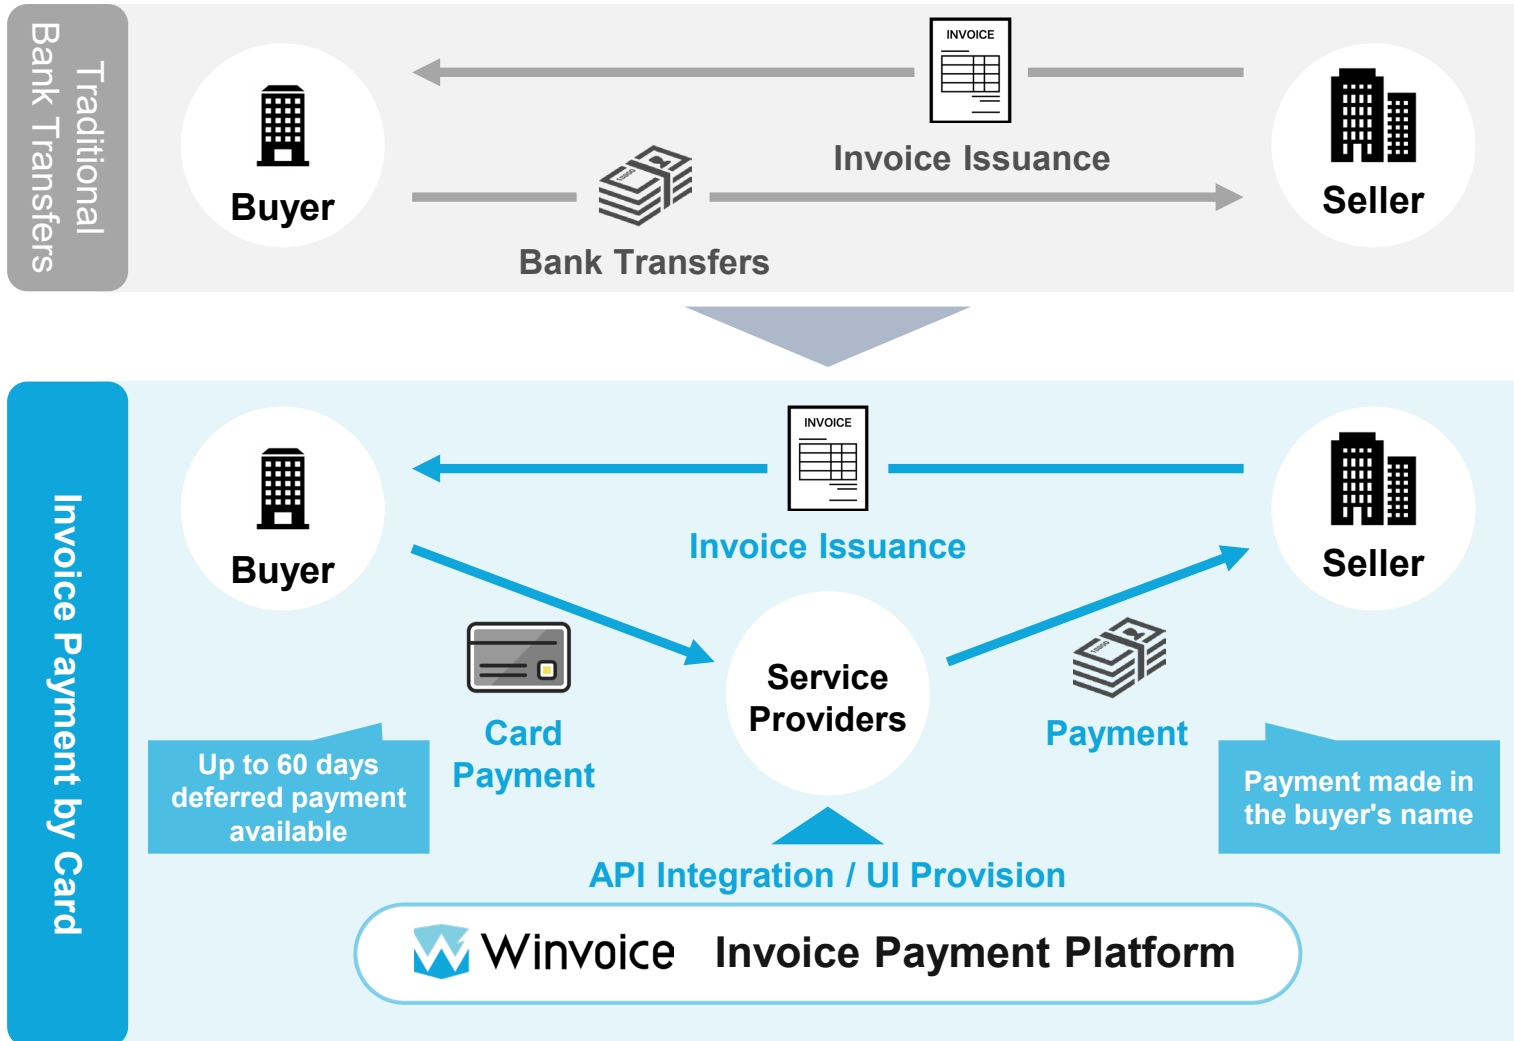 Traditional
Bank Transfers
INVOICE
Invoice Issuance
Buyer
Seller
10000
Bank Transfers
Invoice Payment by Card
INVOICE
Invoice Issuance
Buyer
Seller
Service
Providers
Card
Payment
10000
Payment
Up to 60 days
deferred payment
available
Payment made in
the buyer's name
API Integration / UI Provision
Winvoice Invoice Payment Platform